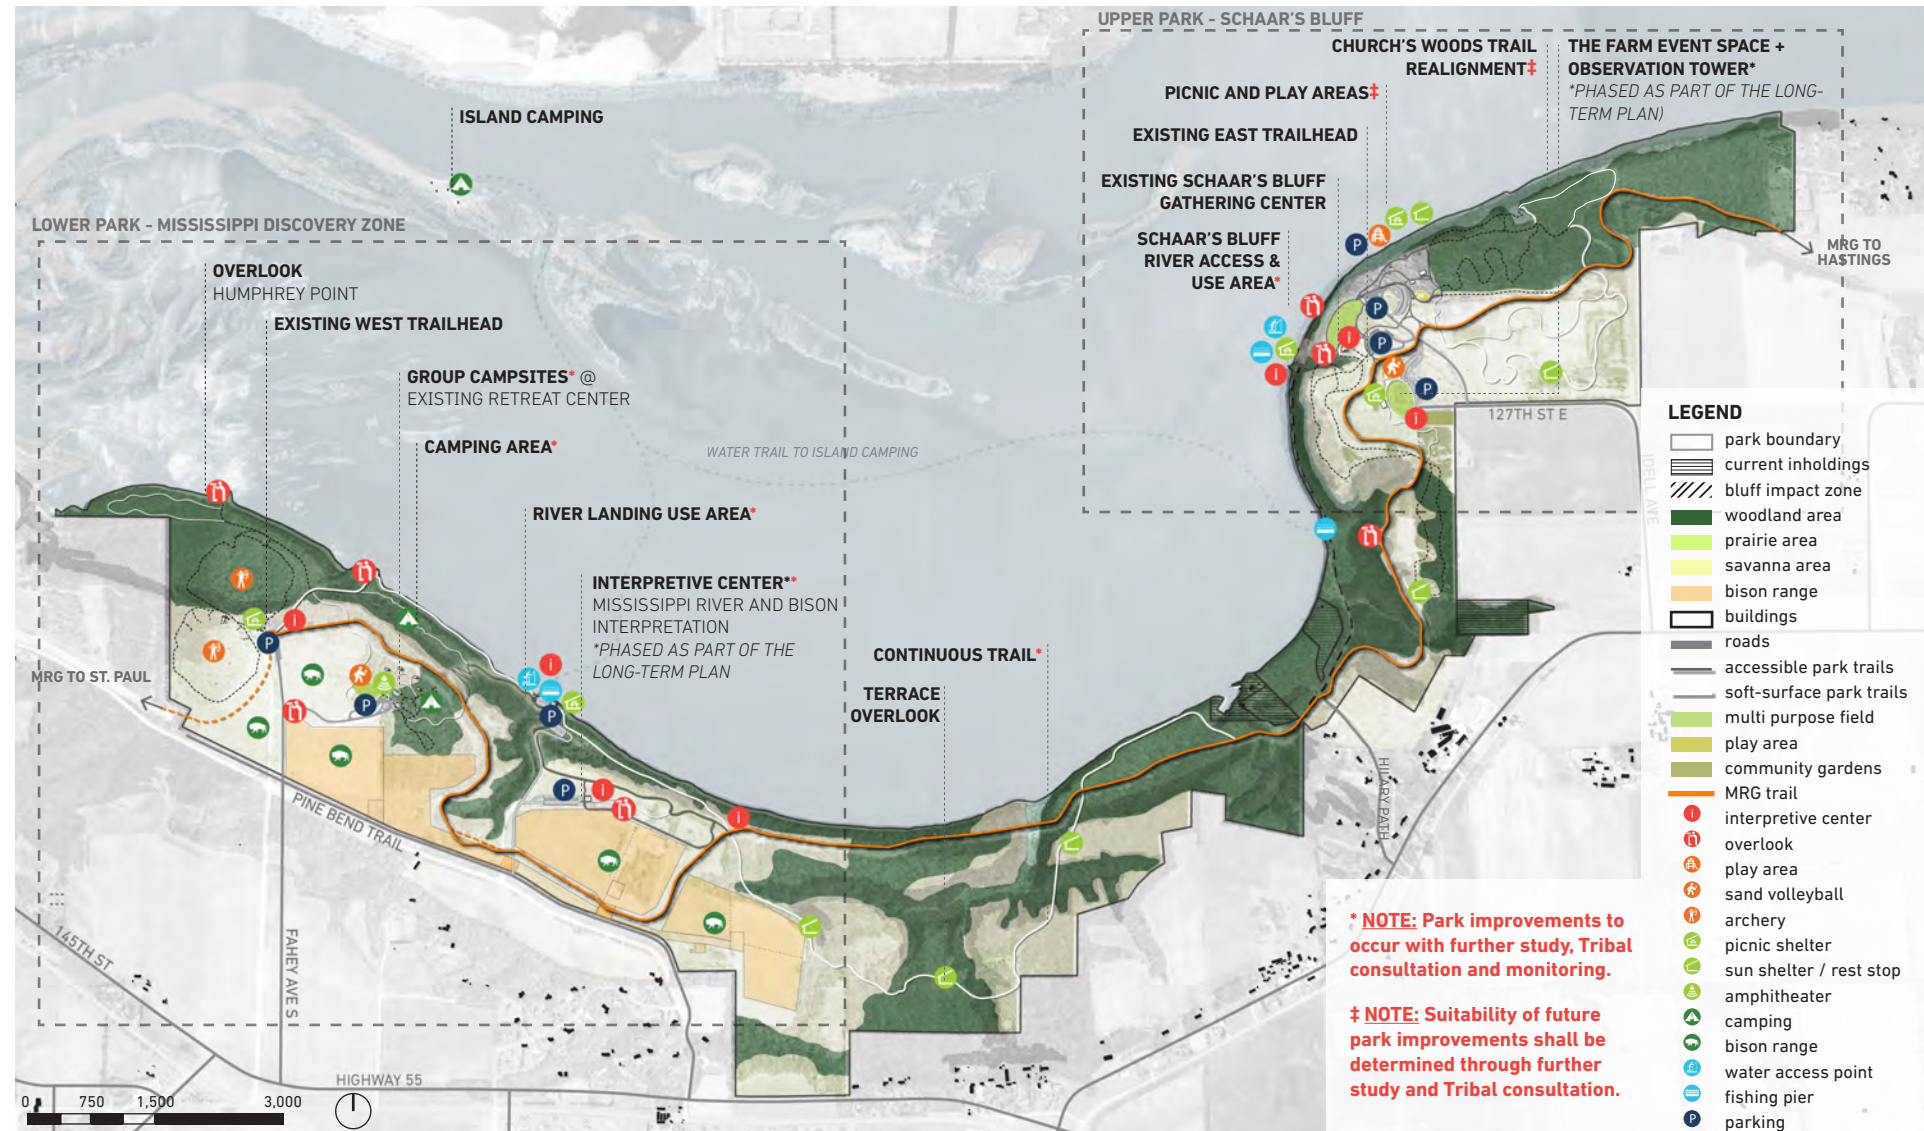 UPPER PARK - SCHAAR'S BLUFF
CHURCH'S WOODS TRAIL
REALIGNMENT‡
THE FARM EVENT SPACE +
OBSERVATION TOWER*
*PHASED AS PART OF THE LONG-
TERM PLAN)
PICNIC AND PLAY AREAS‡
EXISTING EAST TRAILHEAD
EXISTING SCHAAR'S BLUFF
GATHERING CENTER
SCHAAR'S BLUFF
RIVER ACCESS &
USE AREA*
MRG TO
HASTINGS
127TH ST E
IDELL AVE
ISLAND CAMPING
LOWER PARK - MISSISSIPPI DISCOVERY ZONE
OVERLOOK
HUMPHREY POINT
EXISTING WEST TRAILHEAD
GROUP CAMPSITES* @
EXISTING RETREAT CENTER
CAMPING AREA*
WATER TRAIL TO ISLAND CAMPING
RIVER LANDING USE AREA*
INTERPRETIVE CENTER**
MISSISSIPPI RIVER AND BISON
INTERPRETATION
*PHASED AS PART OF THE
LONG-TERM PLAN
CONTINUOUS TRAIL*
TERRACE
OVERLOOK
MRG TO ST. PAUL
PINE BEND TRAIL
145TH ST
FAHEY AVE S
HIGHWAY 55
HILARY PATH
0 750 1,500 3,000
* NOTE: Park improvements to
occur with further study, Tribal
consultation and monitoring.
‡ NOTE: Suitability of future
park improvements shall be
determined through further
study and Tribal consultation.
LEGEND
park boundary
current inholdings
bluff impact zone
woodland area
prairie area
savanna area
bison range
buildings
roads
accessible park trails
soft-surface park trails
multi purpose field
play area
community gardens
MRG trail
interpretive center
overlook
play area
sand volleyball
archery
picnic shelter
sun shelter / rest stop
amphitheater
camping
bison range
water access point
fishing pier
parking